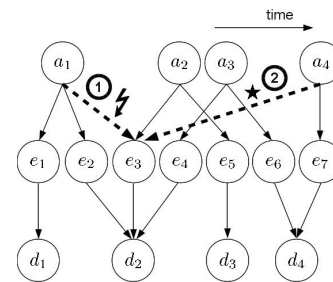 time
a₁ a₂ a₃ a₄
1 2
e₁ e₂ e₃ e₄ e₅ e₆ e₇
d₁ d₂ d₃ d₄